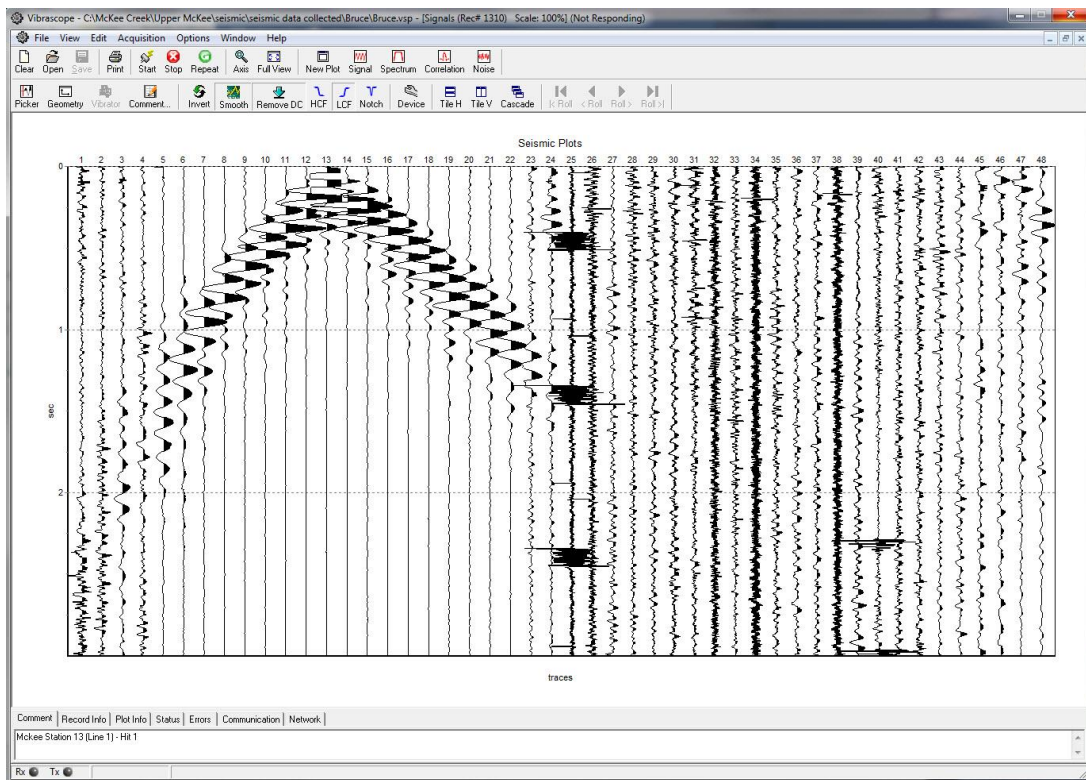 Vibrascope - C:\McKee Creek\Upper McKee\seismic\seismic data collected\Bruce\Bruce.vsp - [Signals (Rec# 1310) Scale: 100%] (Not Responding)
File View Edit Acquisition Options Window Help
Clear Open Save Print Start Stop Repeat Axis Full View New Plot Signal Spectrum Correlation Noise
Picker Geometry Vibrator Comment... Invert Smooth Remove DC HCF LCF Notch Device Tile H Tile V Cascade |< Roll < Roll Roll > Roll >|
Seismic Plots
1 2 3 4 5 6 7 8 9 10 11 12 13 14 15 16 17 18 19 20 21 22 23 24 25 26 27 28 29 30 31 32 33 34 35 36 37 38 39 40 41 42 43 44 45 46 47 48
0
1
sec
2
traces
Comment Record Info Plot Info Status Errors Communication Network
Mckee Station 13 (Line 1) - Hit 1
Rx Tx